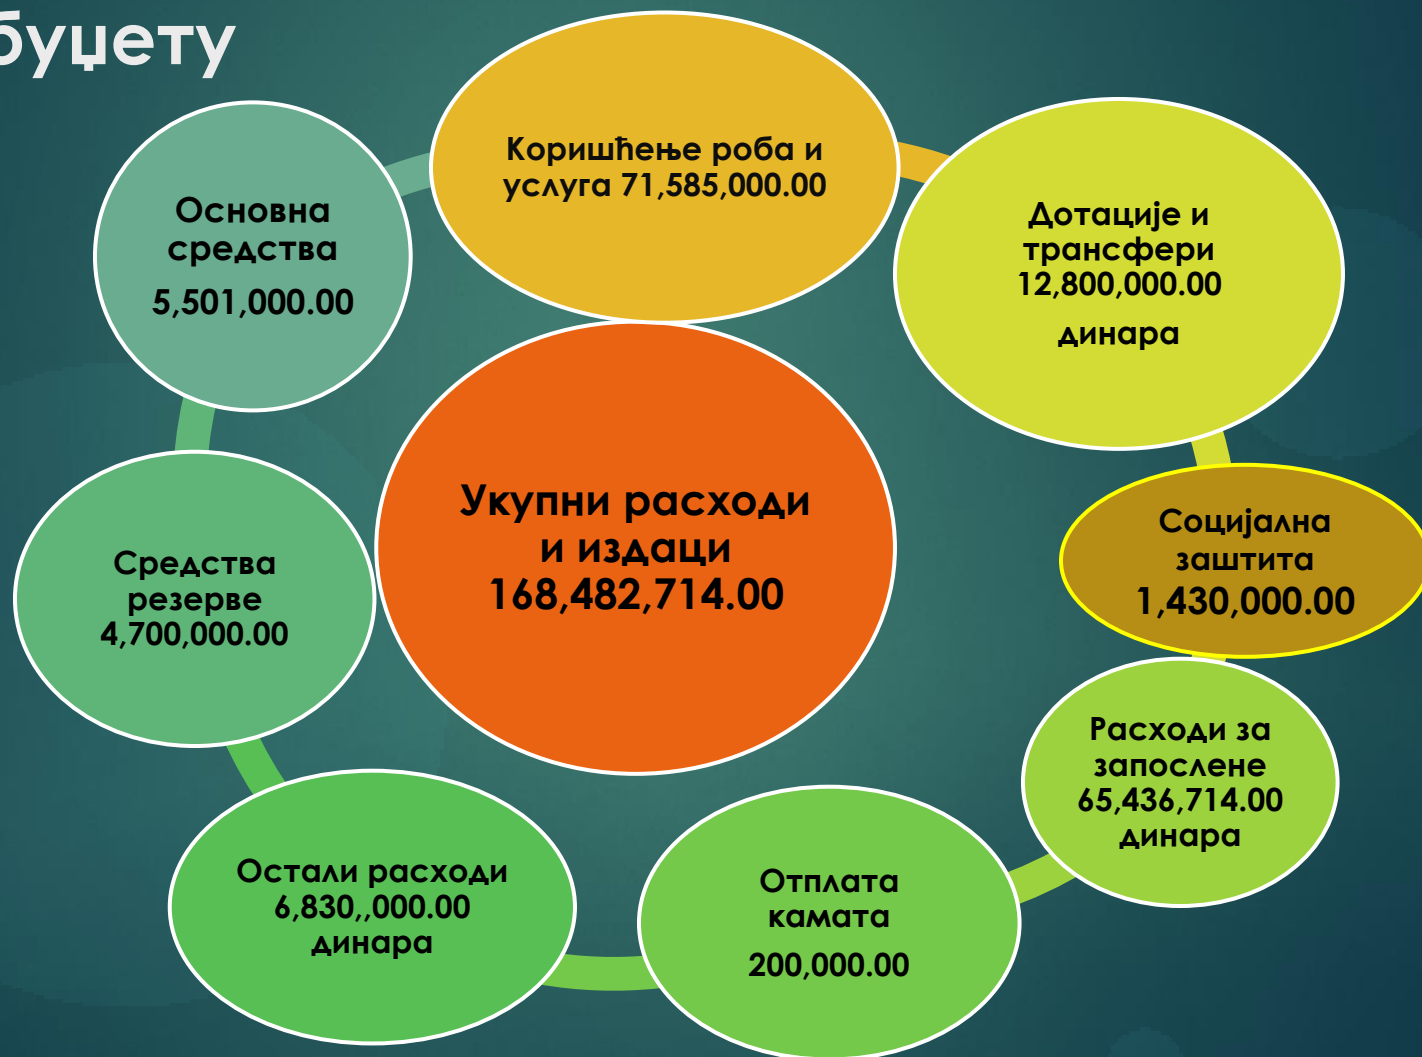 буџету
Коришћење роба и
услуга 71,585,000.00
Дотације и
трансфери
12,800,000.00
динара
Социјална
заштита
1,430,000.00
Расходи за
запослене
65,436,714.00
динара
Отплата
камата
200,000.00
Остали расходи
6,830,,000.00
динара
Средства
резерве
4,700,000.00
Основна
средства
5,501,000.00
Укупни расходи
и издаци
168,482,714.00